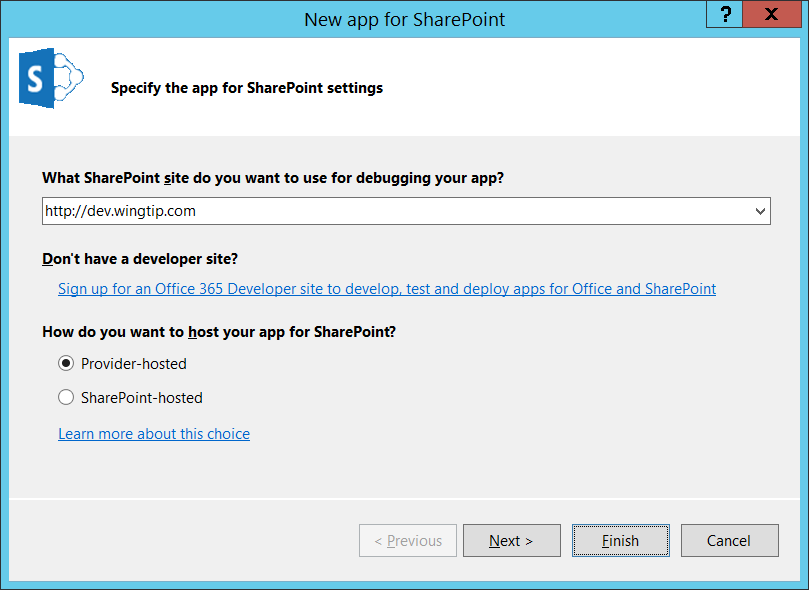 New app for SharePoint
?
X
S
Specify the app for SharePoint settings
What SharePoint site do you want to use for debugging your app?
http://dev.wingtip.com
Don't have a developer site?
Sign up for an Office 365 Developer site to develop, test and deploy apps for Office and SharePoint
How do you want to host your app for SharePoint?
Provider-hosted
SharePoint-hosted
Learn more about this choice
< Previous
Next >
Finish
Cancel